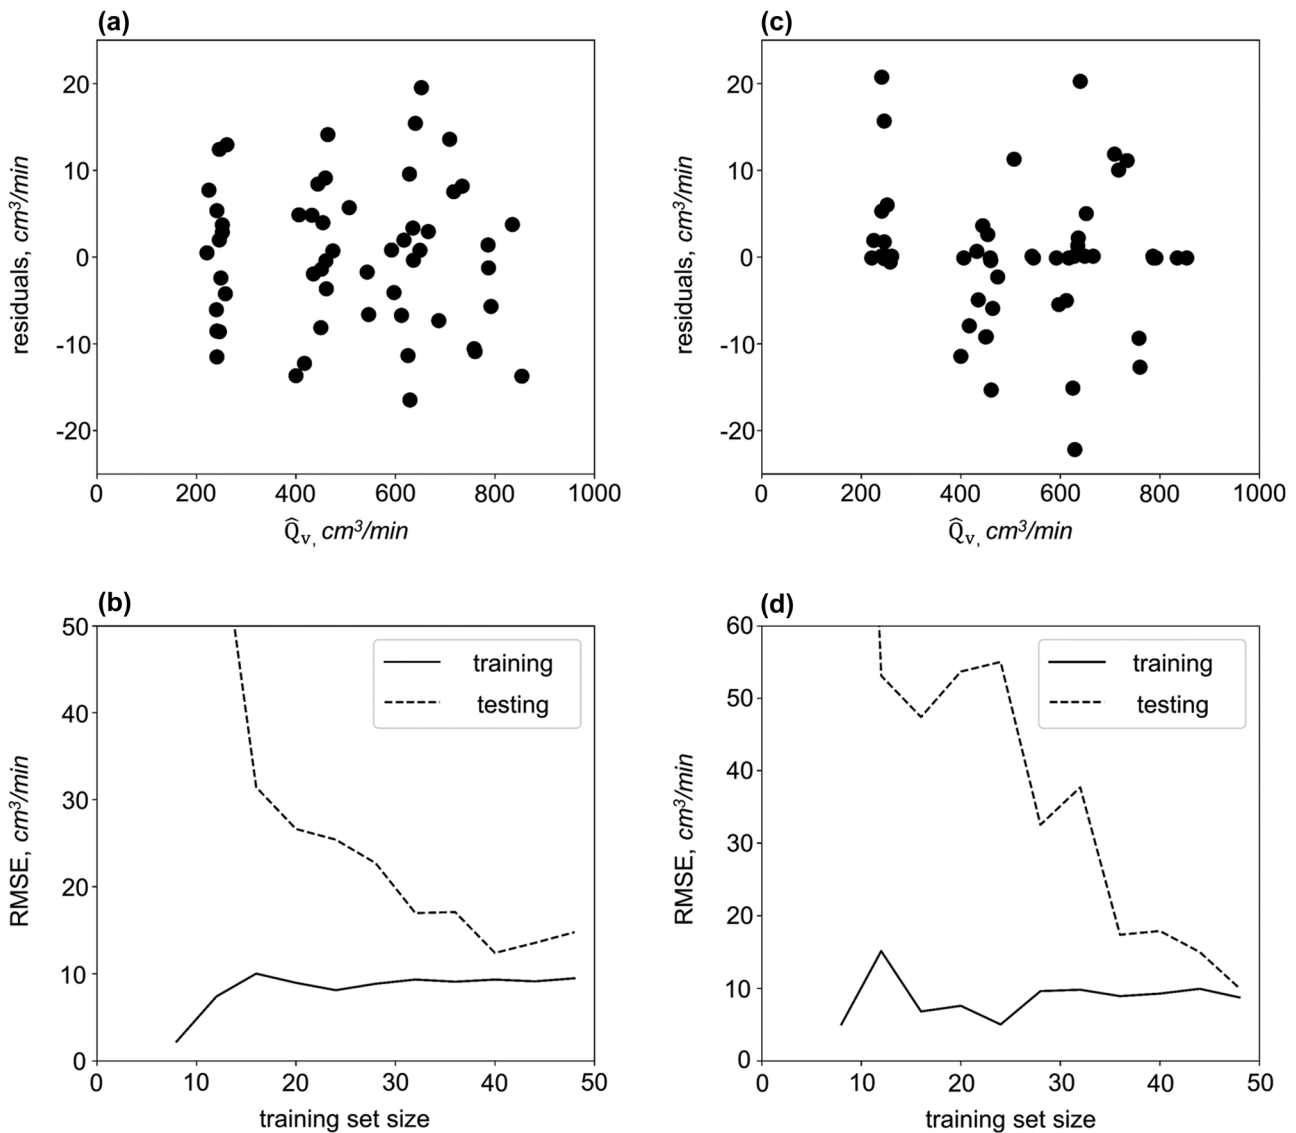 (a)
20
10
0
-10
-20
residuals, cm³/min
0 200 400 600 800 1000
Q̂ᵥ, cm³/min
(c)
20
10
0
-10
-20
residuals, cm³/min
0 200 400 600 800 1000
Q̂ᵥ, cm³/min
(b)
50
40
30
20
10
0
RMSE, cm³/min
training
testing
0 10 20 30 40 50
training set size
(d)
60
50
40
30
20
10
0
RMSE, cm³/min
training
testing
0 10 20 30 40 50
training set size